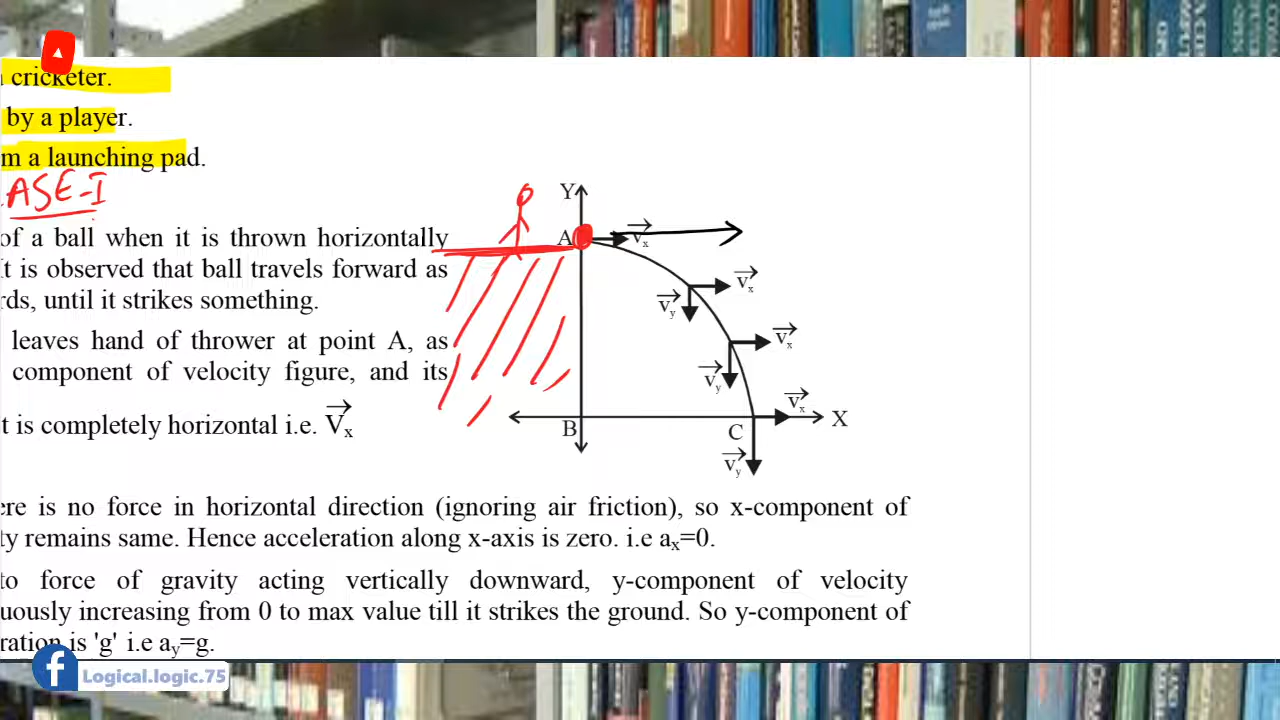 cricketer.
by a player.
m a launching pad.
ASE-I
of a ball when it is thrown horizontally
t is observed that ball travels forward as
rds, until it strikes something.
leaves hand of thrower at point A, as
component of velocity figure, and its
t is completely horizontal i.e. V⃗x
Y
A
v⃗x
v⃗y v⃗x
v⃗y v⃗x
v⃗x
B C X
v⃗y
ere is no force in horizontal direction (ignoring air friction), so x-component of
ty remains same. Hence acceleration along x-axis is zero. i.e ax=0.
to force of gravity acting vertically downward, y-component of velocity
uously increasing from 0 to max value till it strikes the ground. So y-component of
ration is 'g' i.e ay=g.
f Logical.logic.75